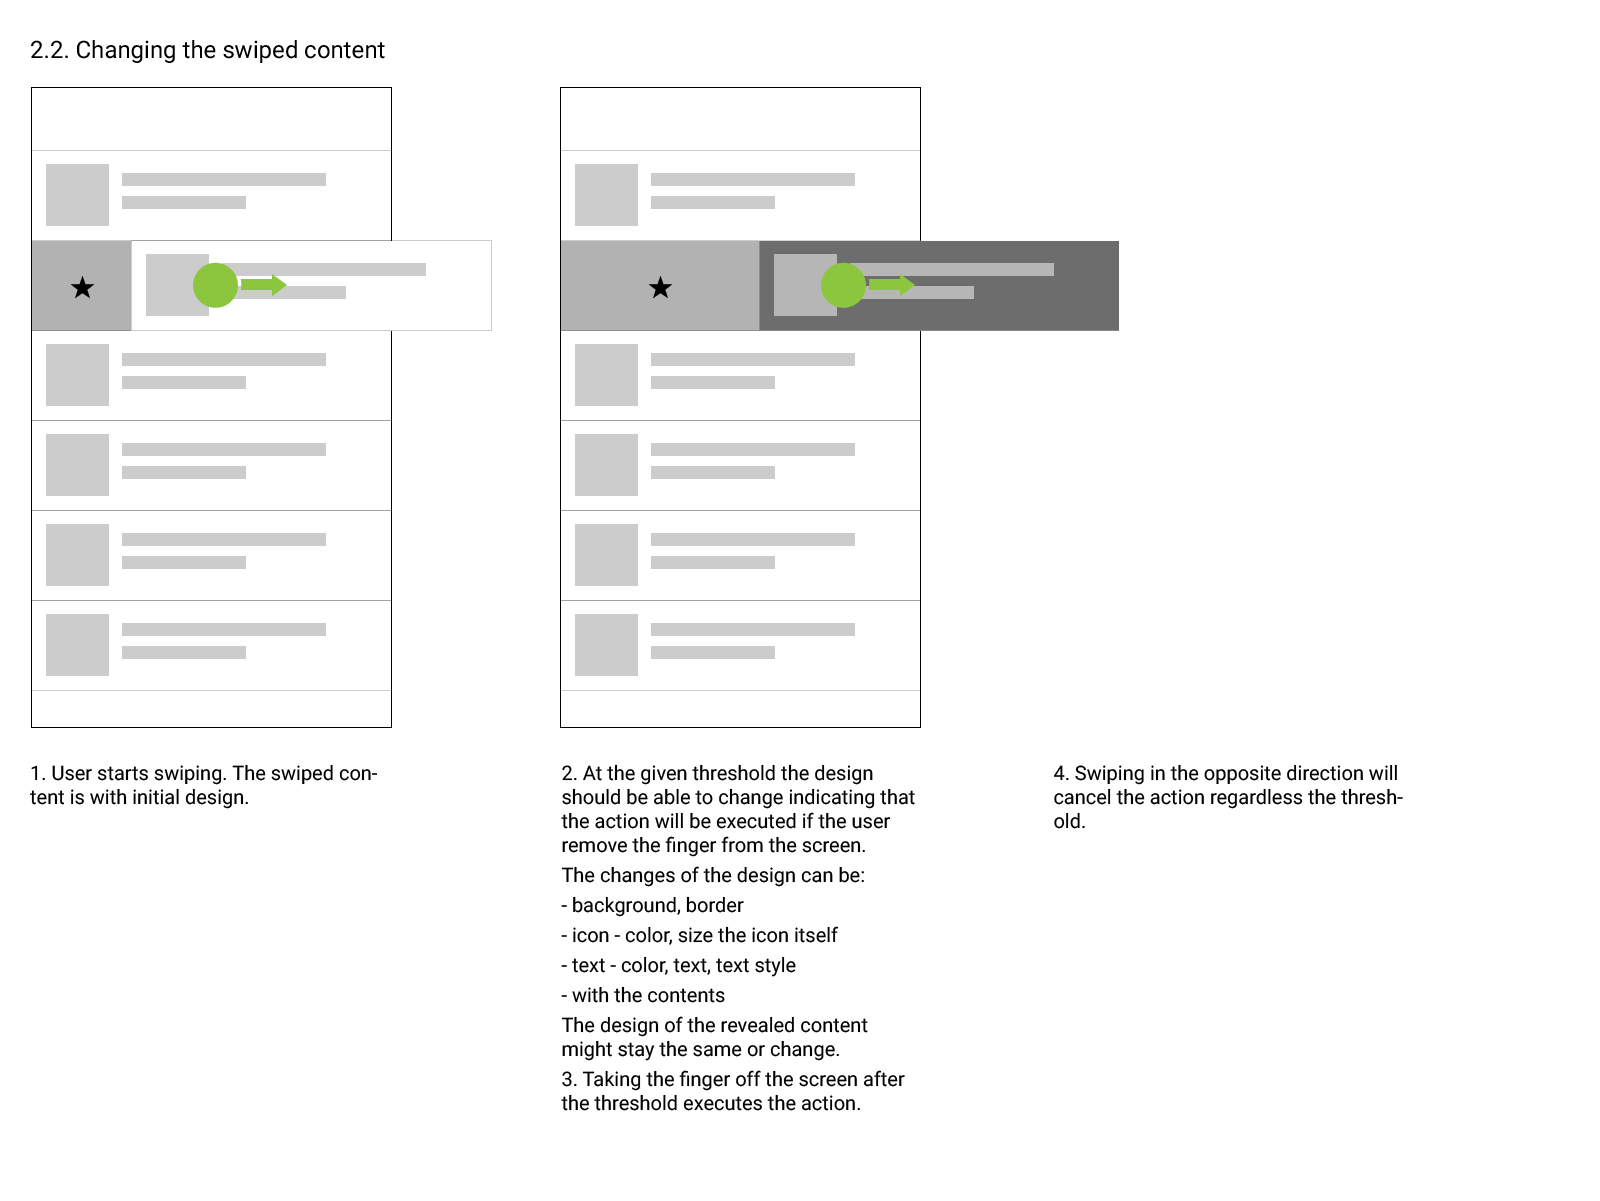 2.2. Changing the swiped content
1. User starts swiping. The swiped con-
tent is with initial design.
2. At the given threshold the design
should be able to change indicating that
the action will be executed if the user
remove the finger from the screen.
The changes of the design can be:
- background, border
- icon - color, size the icon itself
- text - color, text, text style
- with the contents
The design of the revealed content
might stay the same or change.
3. Taking the finger off the screen after
the threshold executes the action.
4. Swiping in the opposite direction will
cancel the action regardless the thresh-
old.